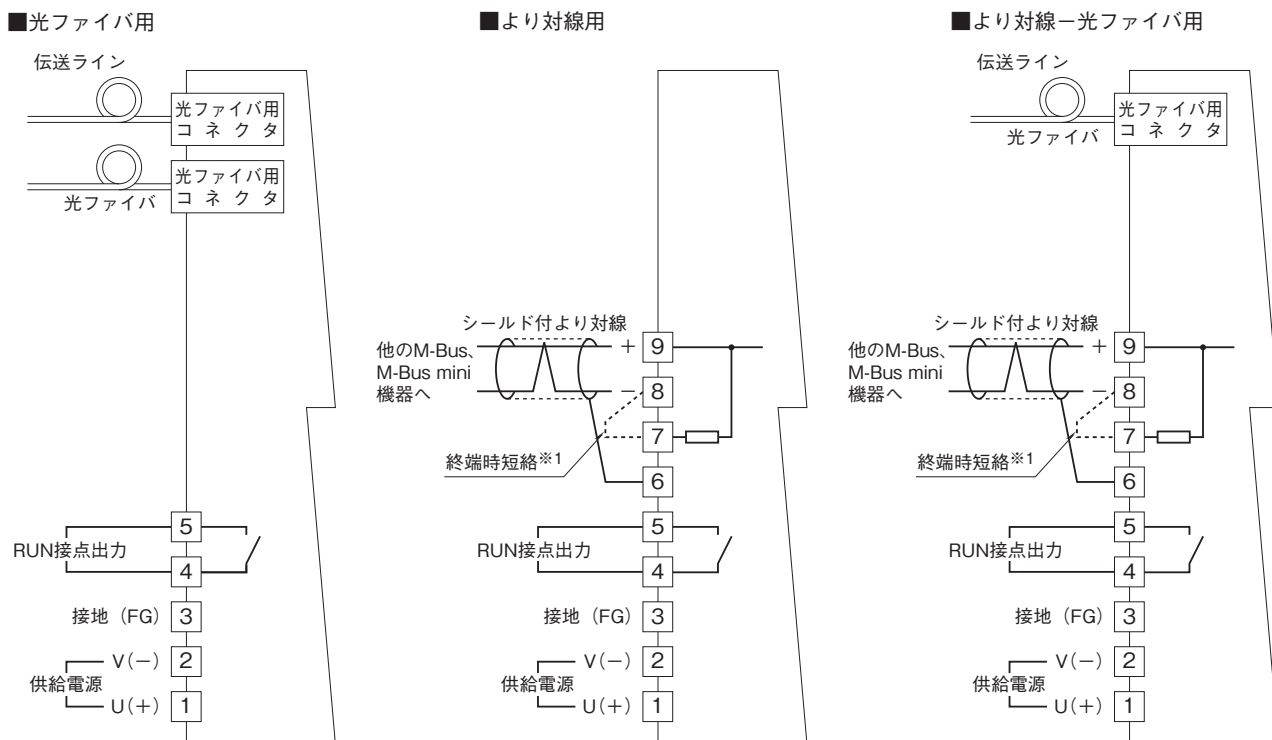 ■光ファイバ用
伝送ライン
光ファイバ用
コネクタ
光ファイバ用
コネクタ
光ファイバ
RUN接点出力
5
4
接地（FG）
3
供給電源
V(－)
2
U(＋)
1
■より対線用
シールド付より対線
他のM-Bus、
M-Bus mini
機器へ
＋
9
－
8
7
終端時短絡※1
6
RUN接点出力
5
4
接地（FG）
3
供給電源
V(－)
2
U(＋)
1
■より対線－光ファイバ用
伝送ライン
光ファイバ用
コネクタ
光ファイバ
シールド付より対線
他のM-Bus、
M-Bus mini
機器へ
＋
9
－
8
7
終端時短絡※1
6
RUN接点出力
5
4
接地（FG）
3
供給電源
V(－)
2
U(＋)
1